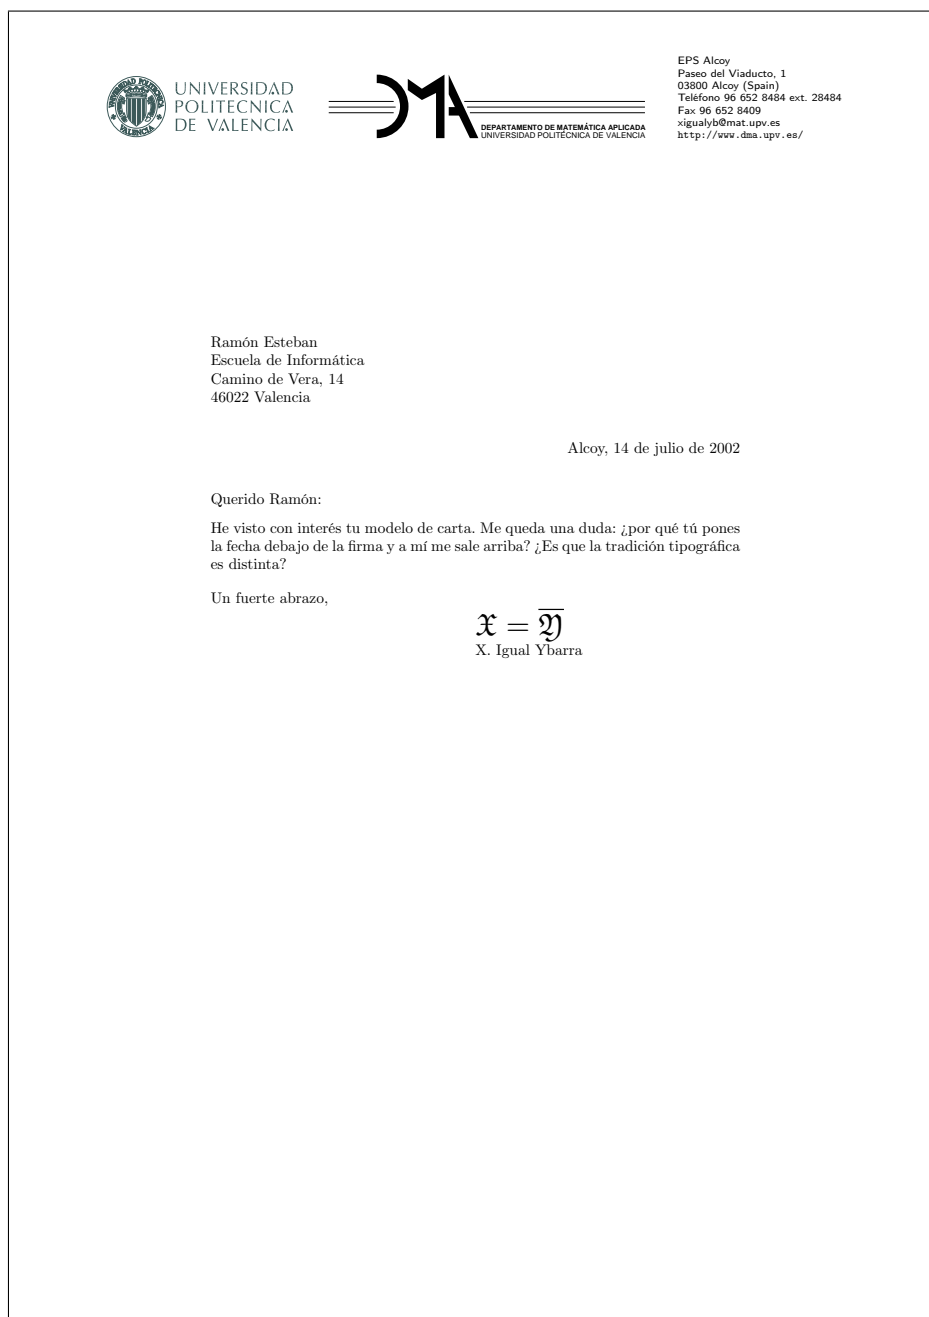 UNIVERSIDAD
POLITECNICA
DE VALENCIA
DMA
DEPARTAMENTO DE MATEMÁTICA APLICADA
UNIVERSIDAD POLITÉCNICA DE VALENCIA
EPS Alcoy
Paseo del Viaducto, 1
03800 Alcoy (Spain)
Teléfono 96 652 8484 ext. 28484
Fax 96 652 8409
xigualyb@mat.upv.es
http://www.dma.upv.es/
Ramón Esteban
Escuela de Informática
Camino de Vera, 14
46022 Valencia
Alcoy, 14 de julio de 2002
Querido Ramón:
He visto con interés tu modelo de carta. Me queda una duda: ¿por qué tú pones
la fecha debajo de la firma y a mí me sale arriba? ¿Es que la tradición tipográfica
es distinta?
Un fuerte abrazo,
𝔛 = 𝔜̅
X. Igual Ybarra